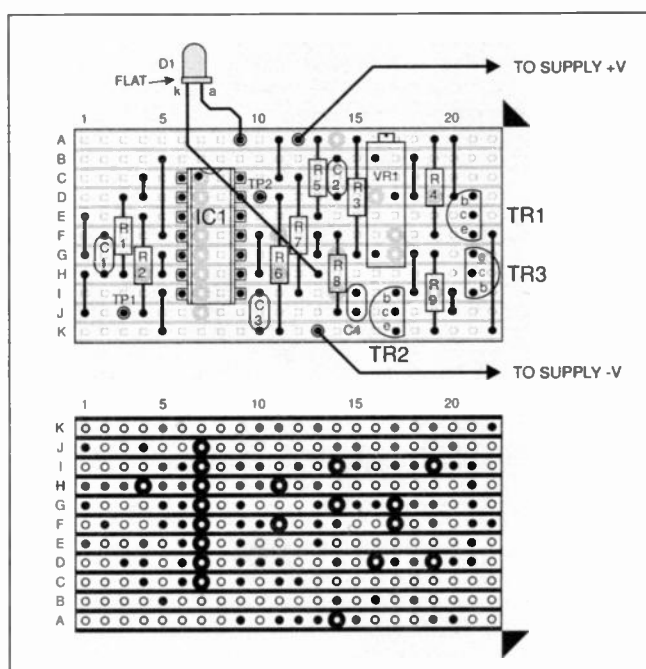 D1
FLAT
k a
TO SUPPLY +V
1 5 10 15 20
A
B
C
D
E
F
G
H
I
J
K
IC1
TP2
R1
C1
R2
TP1
C3
R6
R7
R5
C2
R3
VR1
R4
R8
C4
R9
b
c
e
TR1
e
c
b
TR3
b
c
e
TR2
TO SUPPLY -V
1 5 10 15 20
K
J
I
H
G
F
E
D
C
B
A